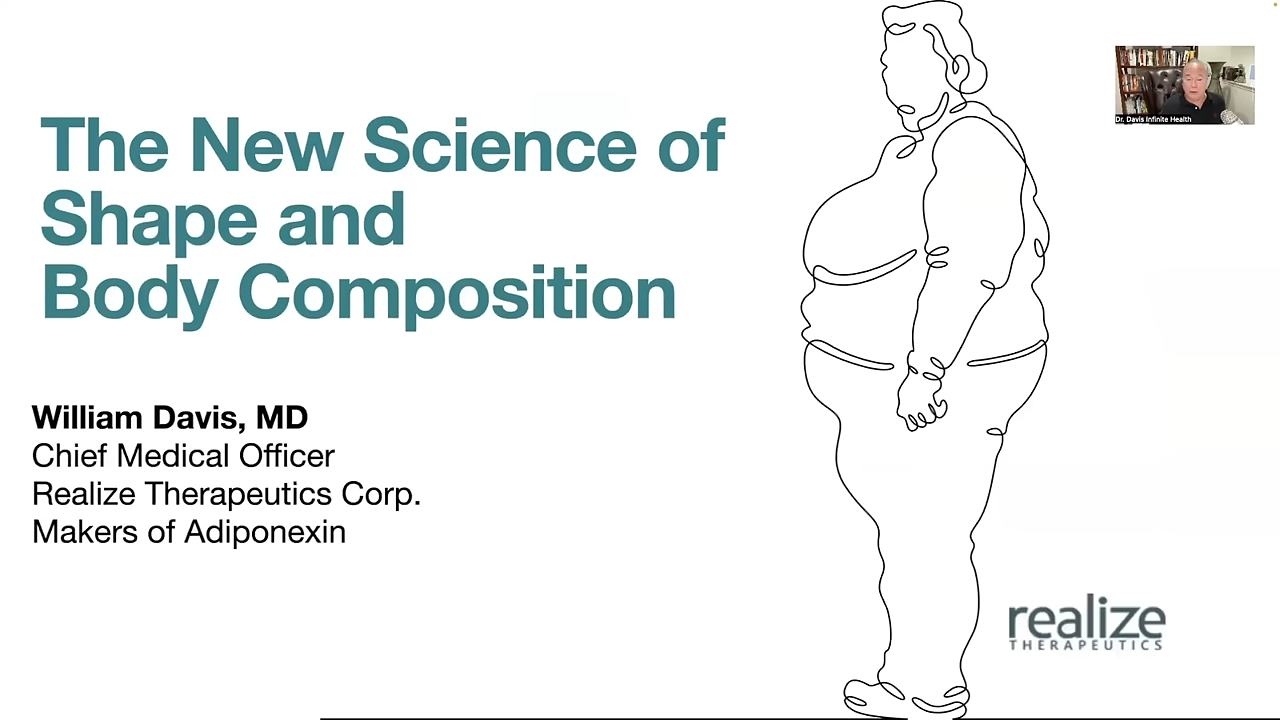 The New Science of
Shape and
Body Composition
William Davis, MD
Chief Medical Officer
Realize Therapeutics Corp.
Makers of Adiponexin
Dr. Davis Infinite Health
realize
THERAPEUTICS